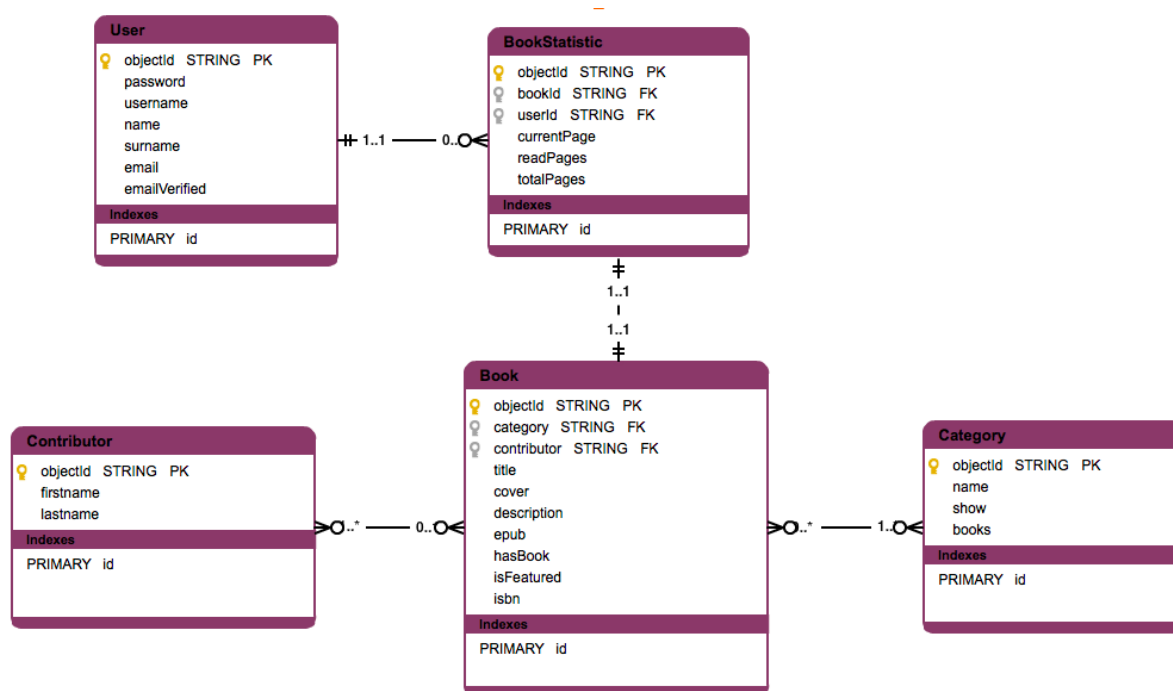 User
objectId STRING PK
password
username
name
surname
email
emailVerified
Indexes
PRIMARY id
BookStatistic
objectId STRING PK
bookId STRING FK
userId STRING FK
currentPage
readPages
totalPages
Indexes
PRIMARY id
1..1
0..
1..1
1..1
Contributor
objectId STRING PK
firstname
lastname
Indexes
PRIMARY id
Book
objectId STRING PK
category STRING FK
contributor STRING FK
title
cover
description
epub
hasBook
isFeatured
isbn
Indexes
PRIMARY id
Category
objectId STRING PK
name
show
books
Indexes
PRIMARY id
..*
0..
..*
1..